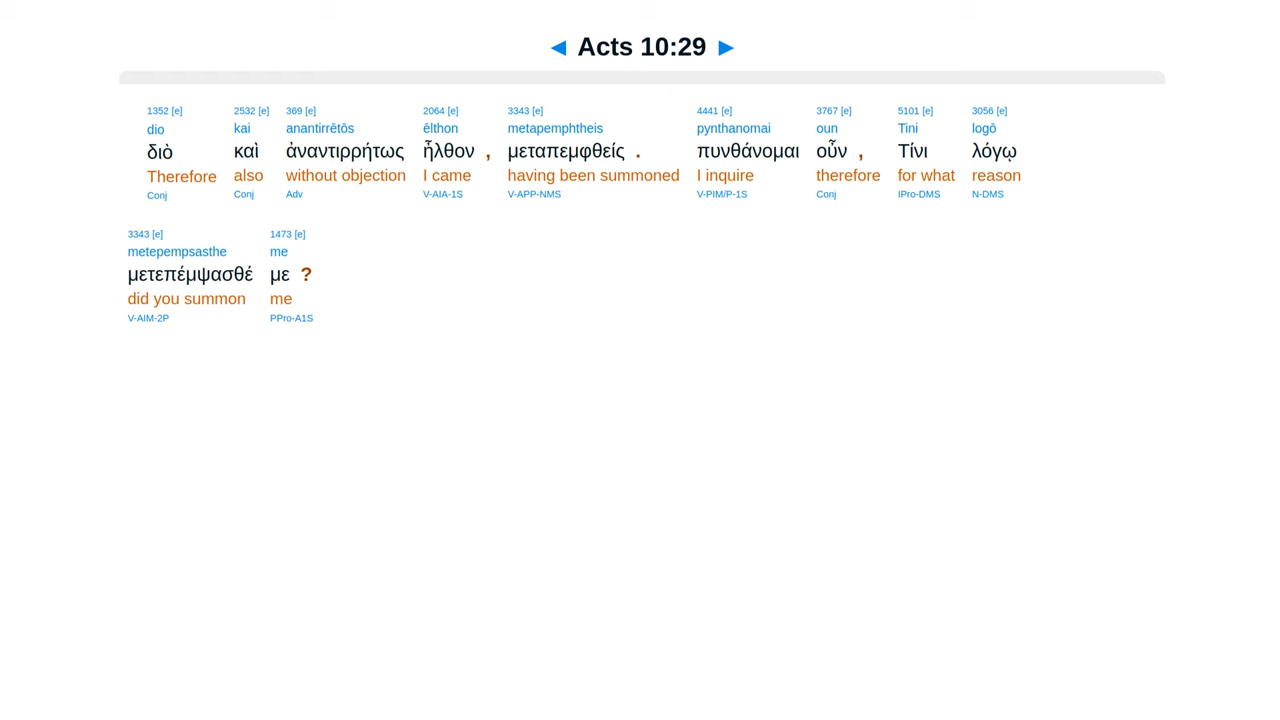 ◄ Acts 10:29 ►
1352 [e] 2532 [e] 369 [e] 2064 [e] 3343 [e] 4441 [e] 3767 [e] 5101 [e] 3056 [e]
dio kai anantirrētōs ēlthon metapemphtheis pynthanomai oun Tini logō
διὸ καὶ ἀναντιρρήτως ἦλθον , μεταπεμφθείς . πυνθάνομαι οὖν , Τίνι λόγῳ
Therefore also without objection I came having been summoned I inquire therefore for what reason
Conj Conj Adv V-AIA-1S V-APP-NMS V-PIM/P-1S Conj IPro-DMS N-DMS
3343 [e] 1473 [e]
metepempsasthe me
μετεπέμψασθέ με ?
did you summon me
V-AIM-2P PPro-A1S